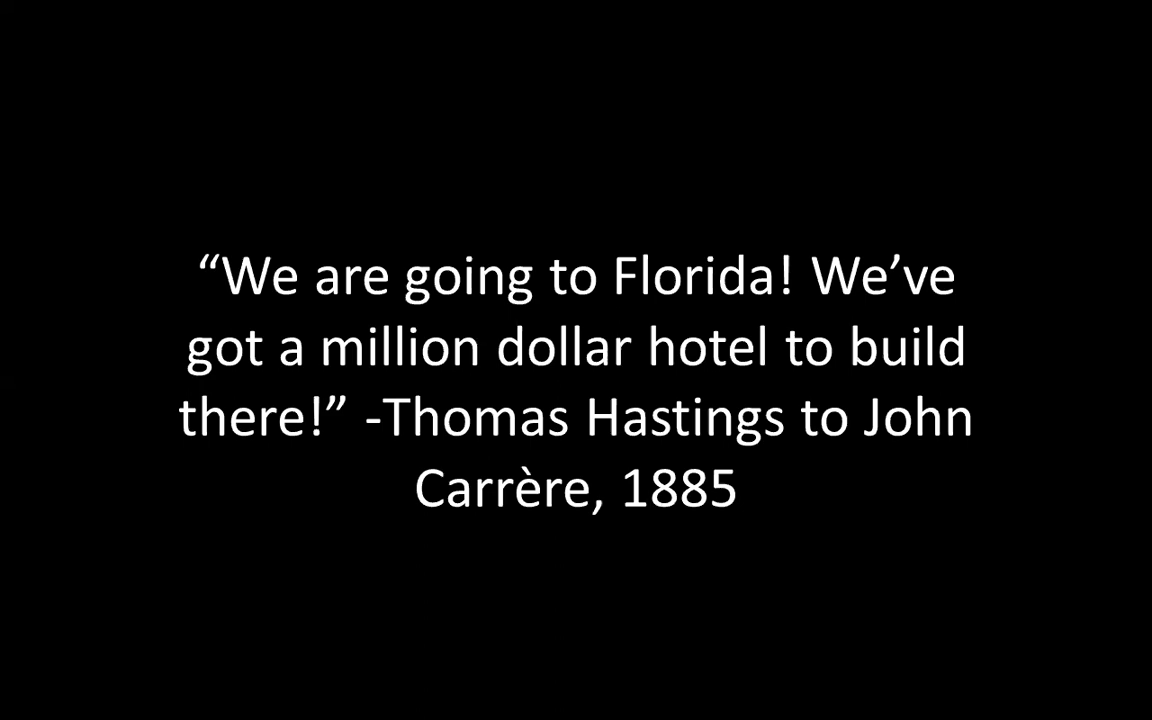 “We are going to Florida! We’ve
got a million dollar hotel to build
there!” -Thomas Hastings to John
Carrère, 1885